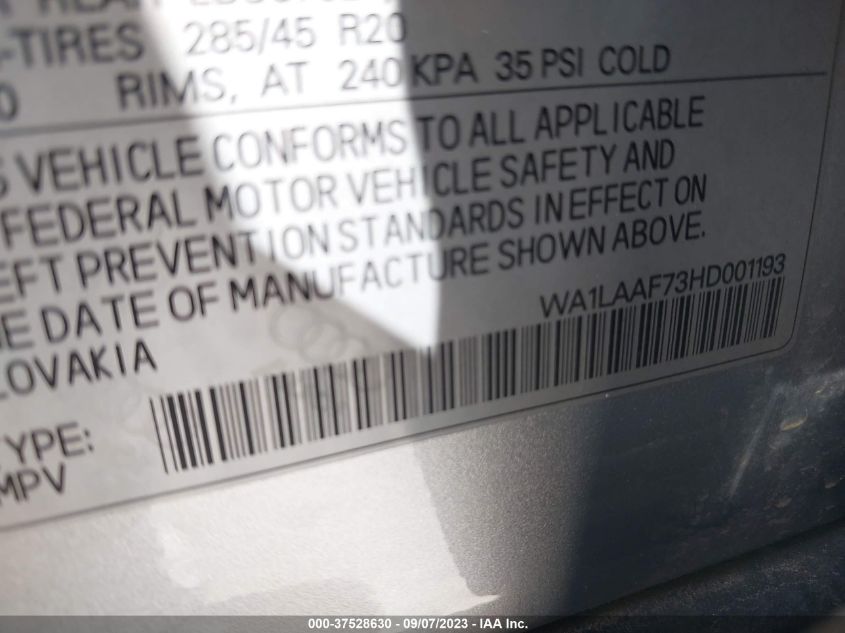 -TIRES 285/45 R20
0 RIMS, AT 240 KPA 35 PSI COLD
S VEHICLE CONFORMS TO ALL APPLICABLE
FEDERAL MOTOR VEHICLE SAFETY AND
EFT PREVENTION STANDARDS IN EFFECT ON
E DATE OF MANUFACTURE SHOWN ABOVE.
WA1LAAF73HD001193
LOVAKIA
YPE:
MPV
000-37528630 - 09/07/2023 - IAA Inc.